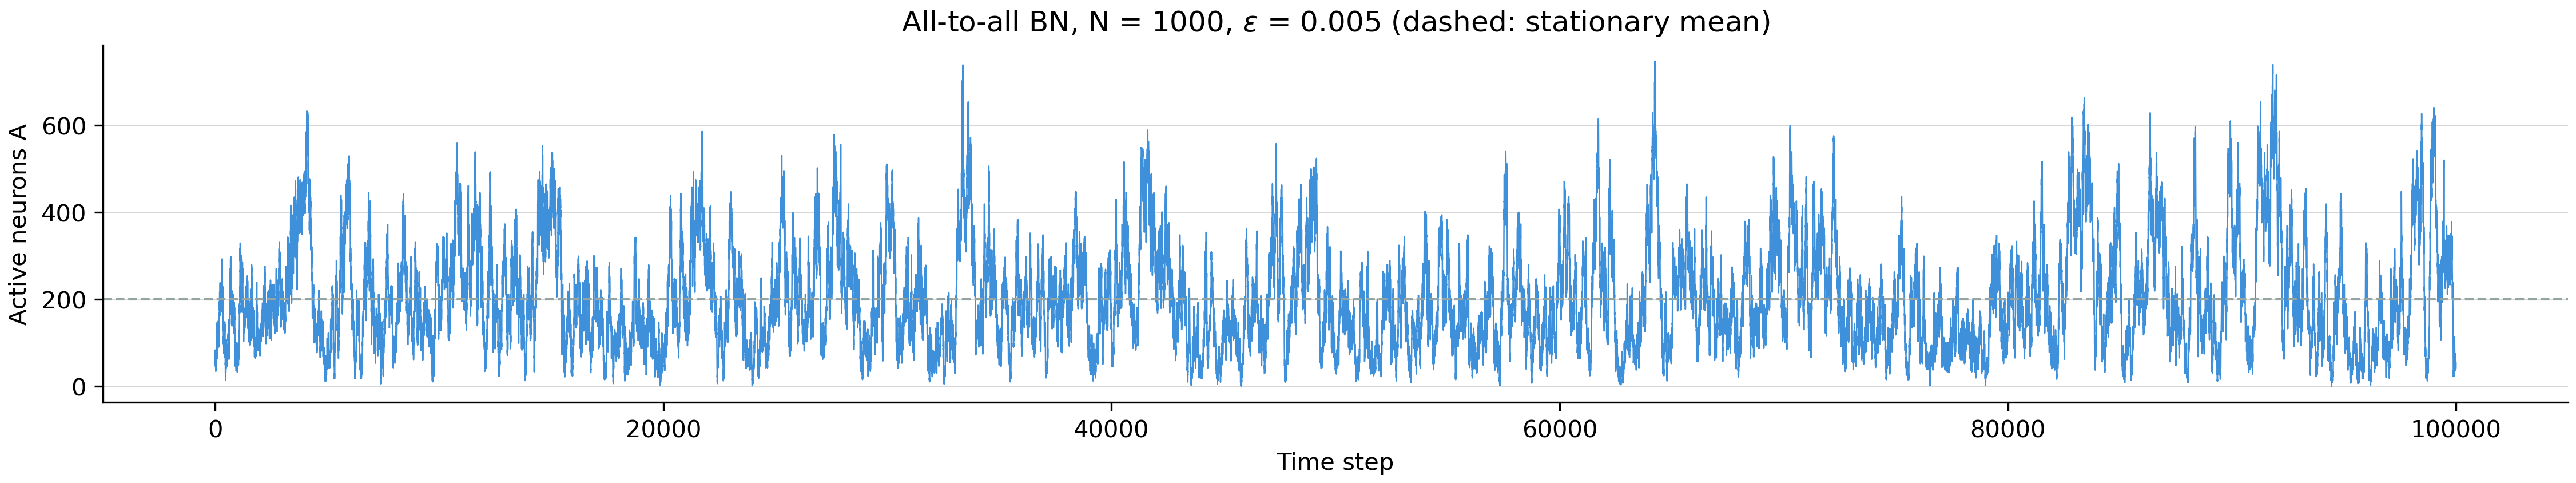 All-to-all BN, N = 1000, ε = 0.005 (dashed: stationary mean)
Active neurons A
600
400
200
0
0 20000 40000 60000 80000 100000
Time step